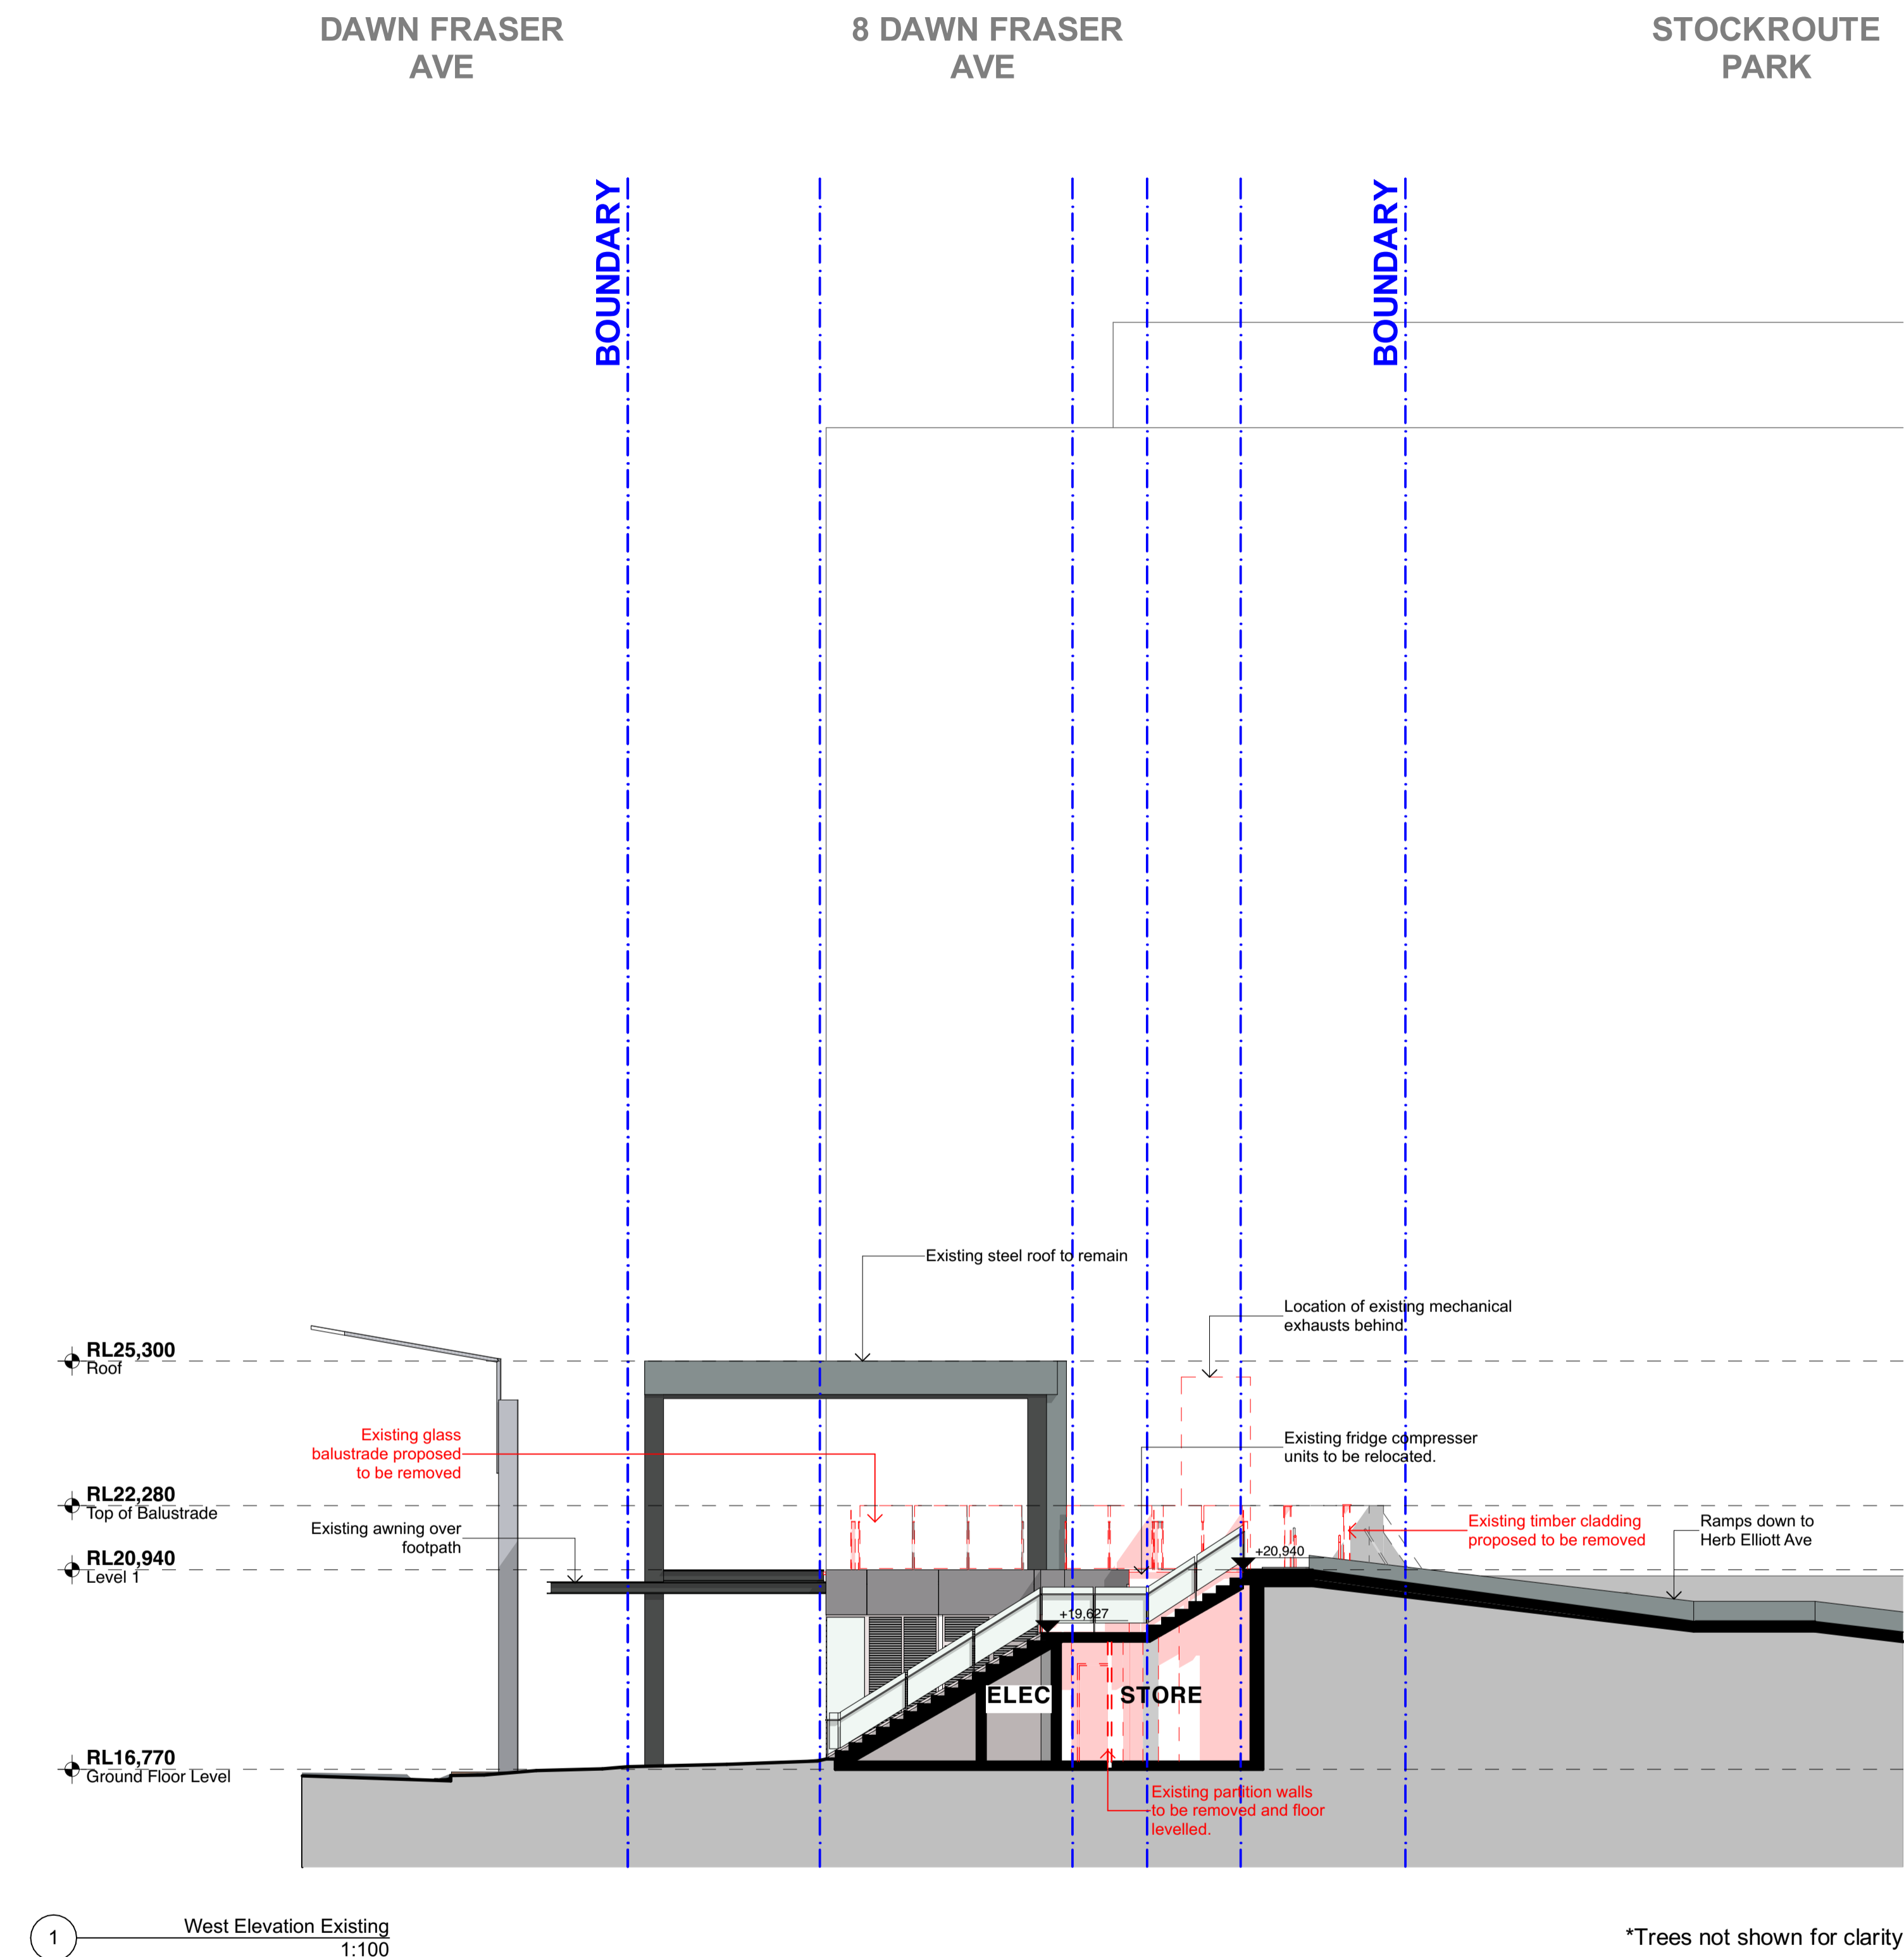 DAWN FRASER
AVE
8 DAWN FRASER
AVE
STOCKROUTE
PARK
BOUNDARY
BOUNDARY
Existing steel roof to remain
Location of existing mechanical
exhausts behind.
RL25,300
Roof
Existing glass
balustrade proposed
to be removed
Existing fridge compresser
units to be relocated.
RL22,280
Top of Balustrade
Existing awning over
footpath
Existing timber cladding
proposed to be removed
Ramps down to
Herb Elliott Ave
RL20,940
Level 1
+20,940
+19,627
ELEC
STORE
RL16,770
Ground Floor Level
Existing partition walls
to be removed and floor
levelled.
1
West Elevation Existing
1:100
*Trees not shown for clarity